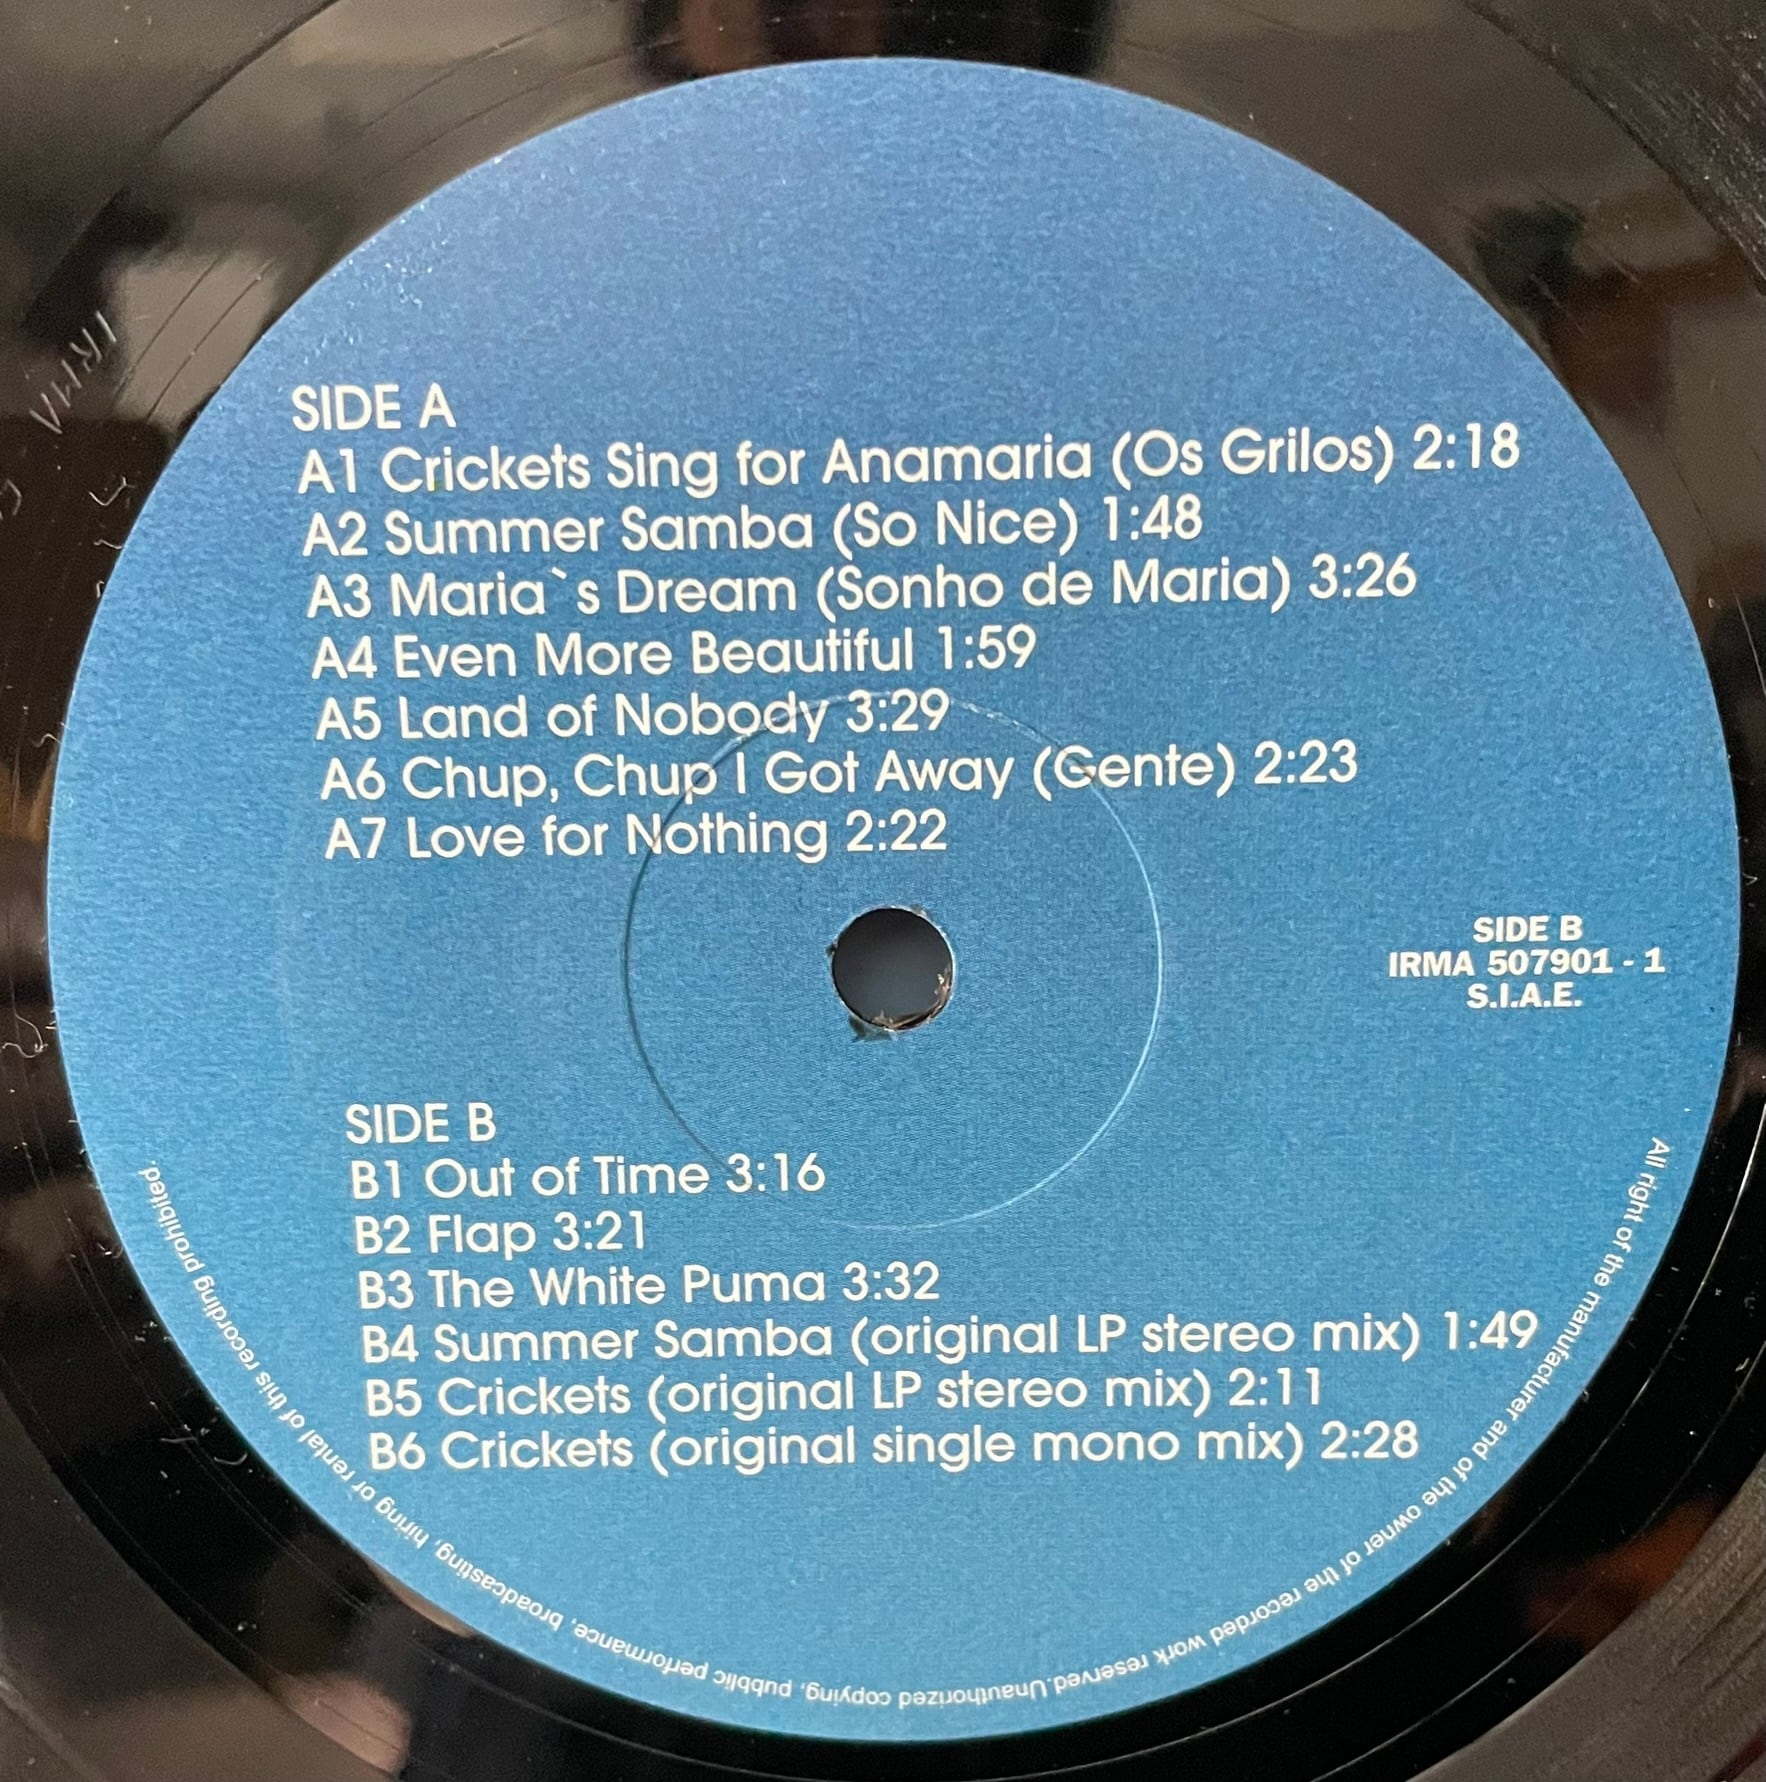 SIDE A
A1 Crickets Sing for Anamaria (Os Grilos) 2:18
A2 Summer Samba (So Nice) 1:48
A3 Maria`s Dream (Sonho de Maria) 3:26
A4 Even More Beautiful 1:59
A5 Land of Nobody 3:29
A6 Chup, Chup I Got Away (Gente) 2:23
A7 Love for Nothing 2:22
SIDE B
IRMA 507901 - 1
S.I.A.E.
SIDE B
B1 Out of Time 3:16
B2 Flap 3:21
B3 The White Puma 3:32
B4 Summer Samba (original LP stereo mix) 1:49
B5 Crickets (original LP stereo mix) 2:11
B6 Crickets (original single mono mix) 2:28
All right of the manufacturer and of the owner of the recorded work reserved.Unauthorized copying, pubblic performance, broadcasting, hiring or rental of this recording prohibited.
IRMA